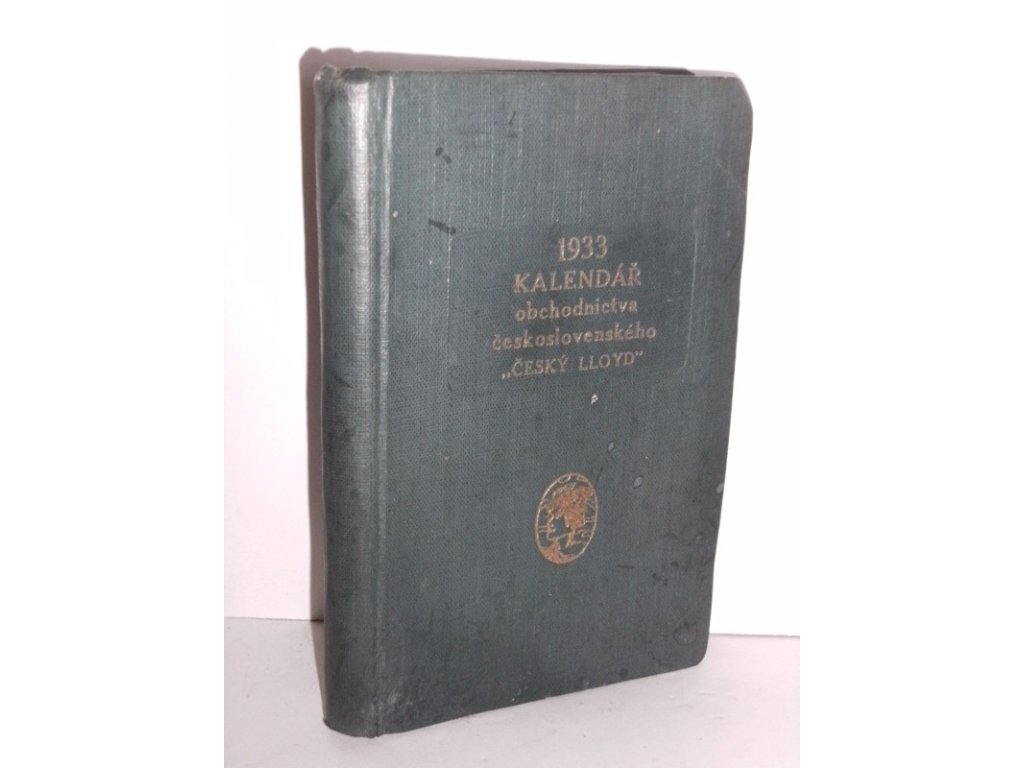 1933
KALENDÁŘ
obchodnictva
československého
„ČESKÝ LLOYD"